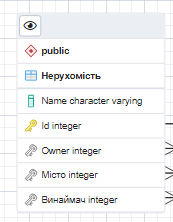 public
Нерухомість
Name character varying
Id integer
Owner integer
Місто integer
Винаймач integer